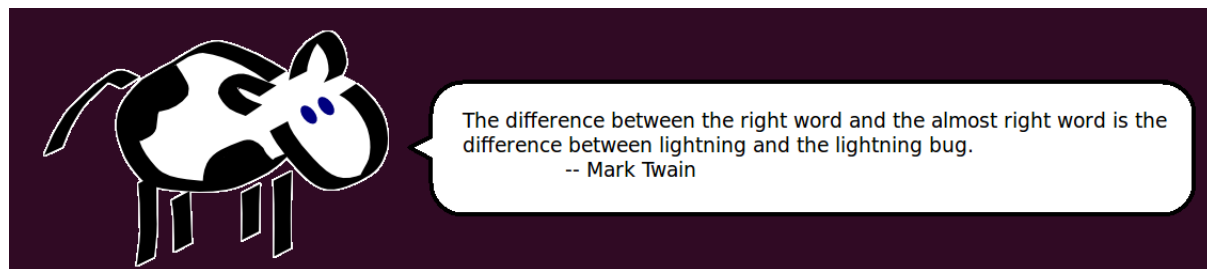 The difference between the right word and the almost right word is the
difference between lightning and the lightning bug.
-- Mark Twain